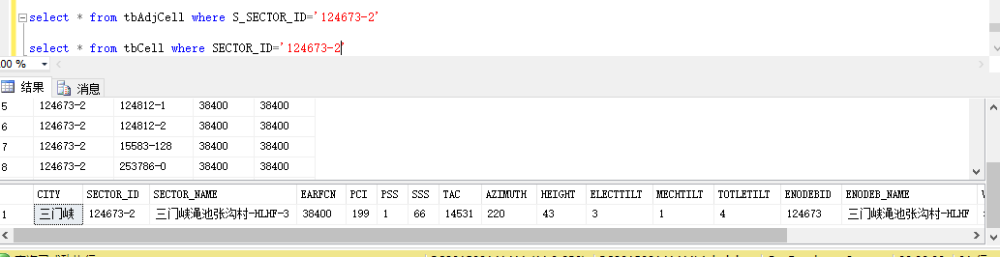 select * from tbAdjCell where S_SECTOR_ID='124673-2'
select * from tbCell where SECTOR_ID='124673-2'
00 %
结果 消息
5 124673-2 124812-1 38400 38400
6 124673-2 124812-2 38400 38400
7 124673-2 15583-128 38400 38400
8 124673-2 253786-0 38400 38400
CITY SECTOR_ID SECTOR_NAME EARFCN PCI PSS SSS TAC AZIMUTH HEIGHT ELECTTILT MECHTILT TOTLETILT ENODEBID ENODEB_NAME
1 三门峡 124673-2 三门峡渑池张沟村-HLHF-3 38400 199 1 66 14531 220 43 3 1 4 124673 三门峡渑池张沟村-HLHF